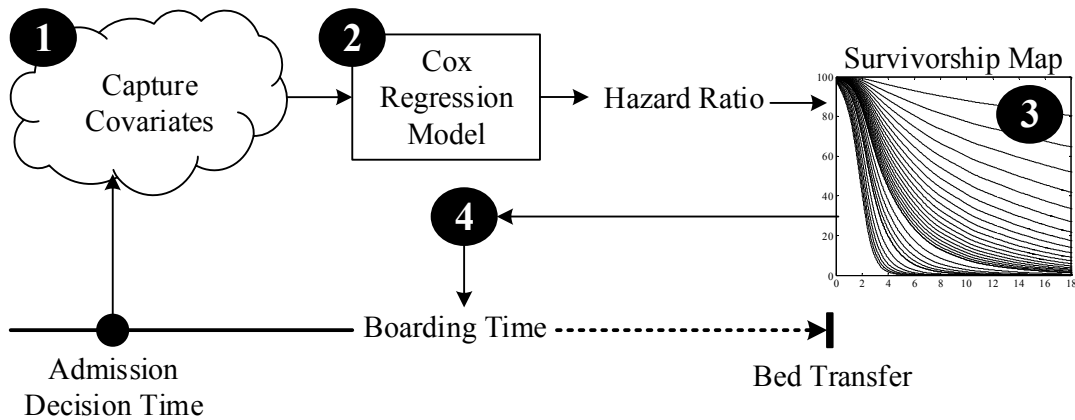 1
Capture
Covariates
2
Cox
Regression
Model
Hazard Ratio
Survivorship Map
3
100
80
60
40
20
0
0 2 4 6 8 10 12 14 16 18
4
Boarding Time
Admission
Decision Time
Bed Transfer